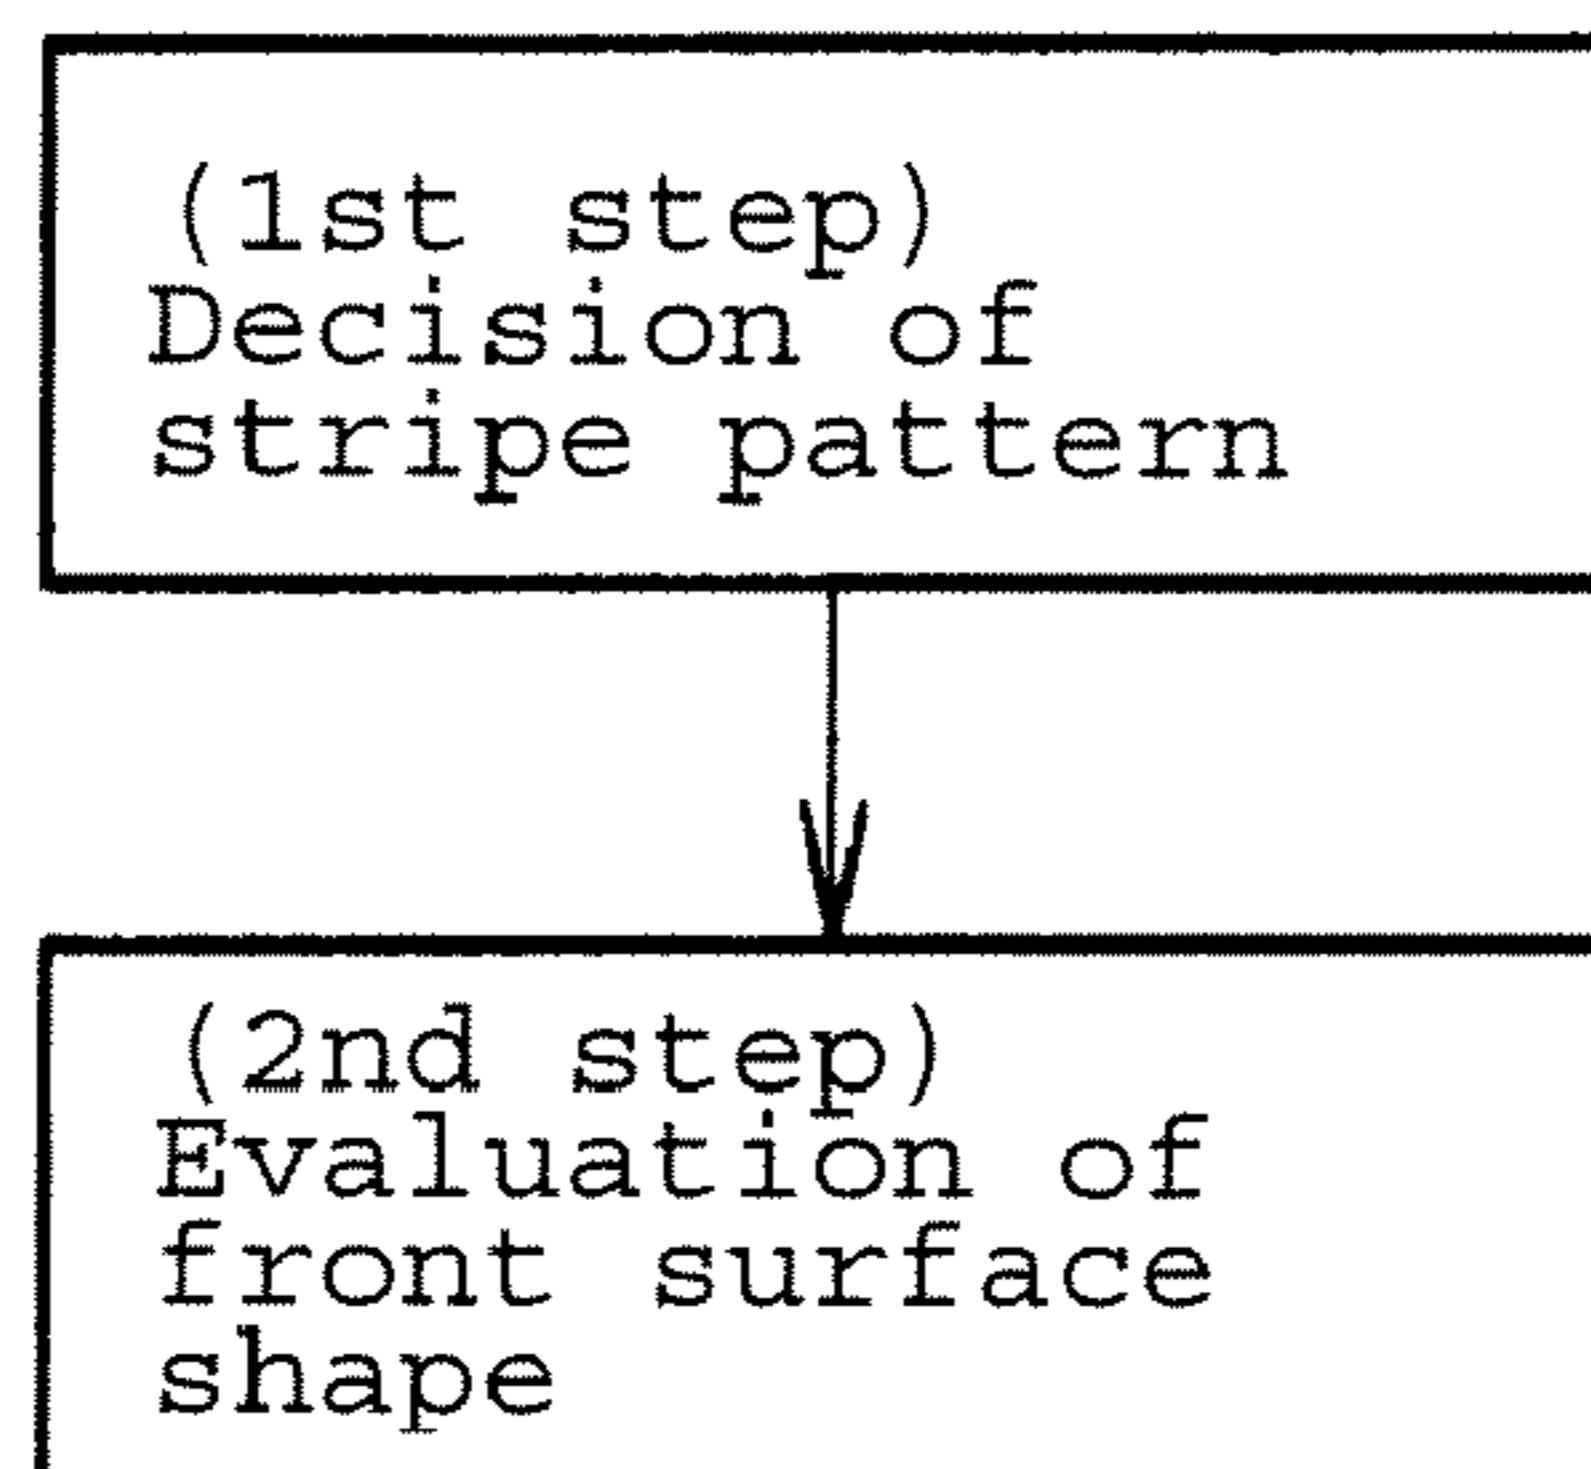 (1st step)
Decision of
stripe pattern
(2nd step)
Evaluation of
front surface
shape